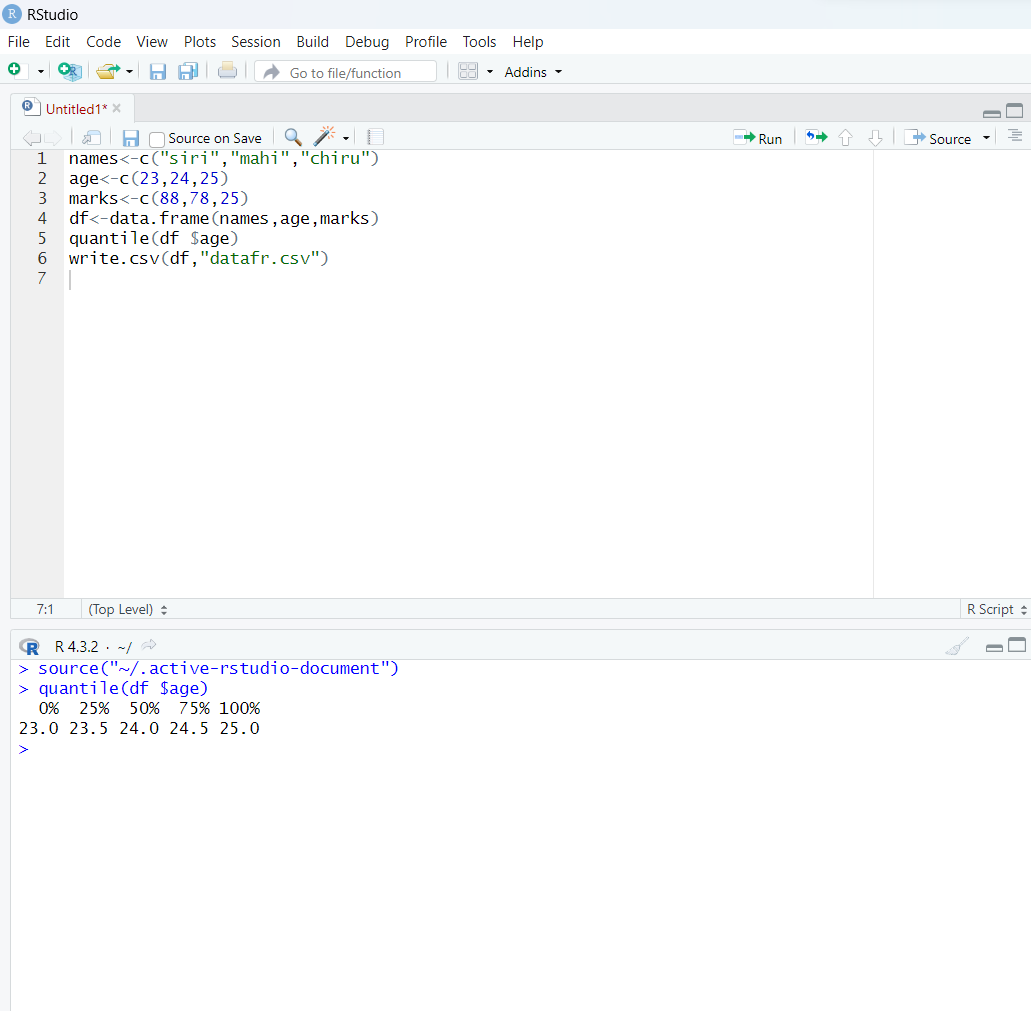 R RStudio
File Edit Code View Plots Session Build Debug Profile Tools Help
Go to file/function Addins
Untitled1*
Source on Save Run Source
1 names<-c("siri","mahi","chiru")
2 age<-c(23,24,25)
3 marks<-c(88,78,25)
4 df<-data.frame(names,age,marks)
5 quantile(df $age)
6 write.csv(df,"datafr.csv")
7
7:1 (Top Level) R Script
R R 4.3.2 · ~/
> source("~/.active-rstudio-document")
> quantile(df $age)
0% 25% 50% 75% 100%
23.0 23.5 24.0 24.5 25.0
>